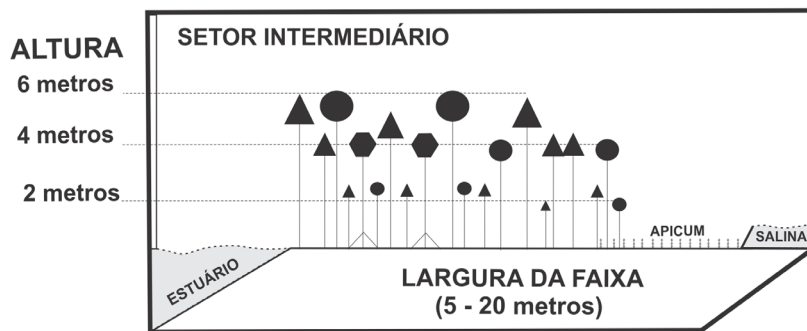 SETOR INTERMEDIÁRIO
ALTURA
6 metros
4 metros
2 metros
APICUM
SALINA
ESTUÁRIO
LARGURA DA FAIXA
(5 - 20 metros)